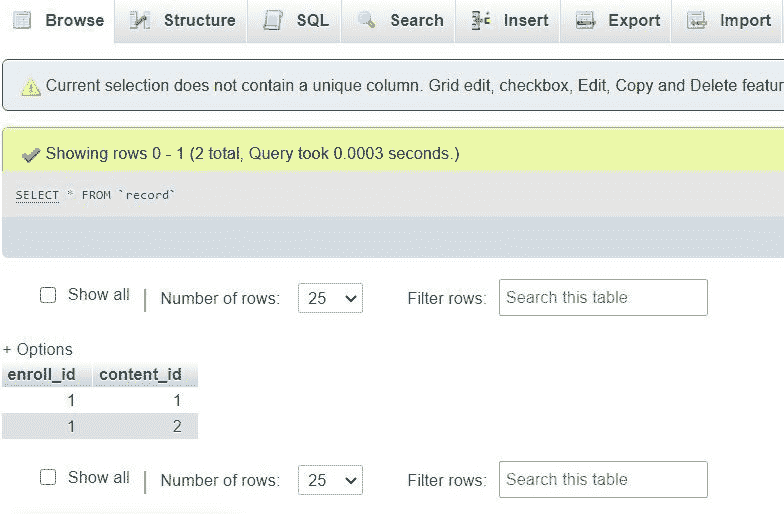 Browse Structure SQL Search Insert Export Import
Current selection does not contain a unique column. Grid edit, checkbox, Edit, Copy and Delete featur
Showing rows 0 - 1 (2 total, Query took 0.0003 seconds.)
SELECT * FROM `record`
Show all | Number of rows: 25 Filter rows: Search this table
+ Options
enroll_id content_id
1 1
1 2
Show all | Number of rows: 25 Filter rows: Search this table